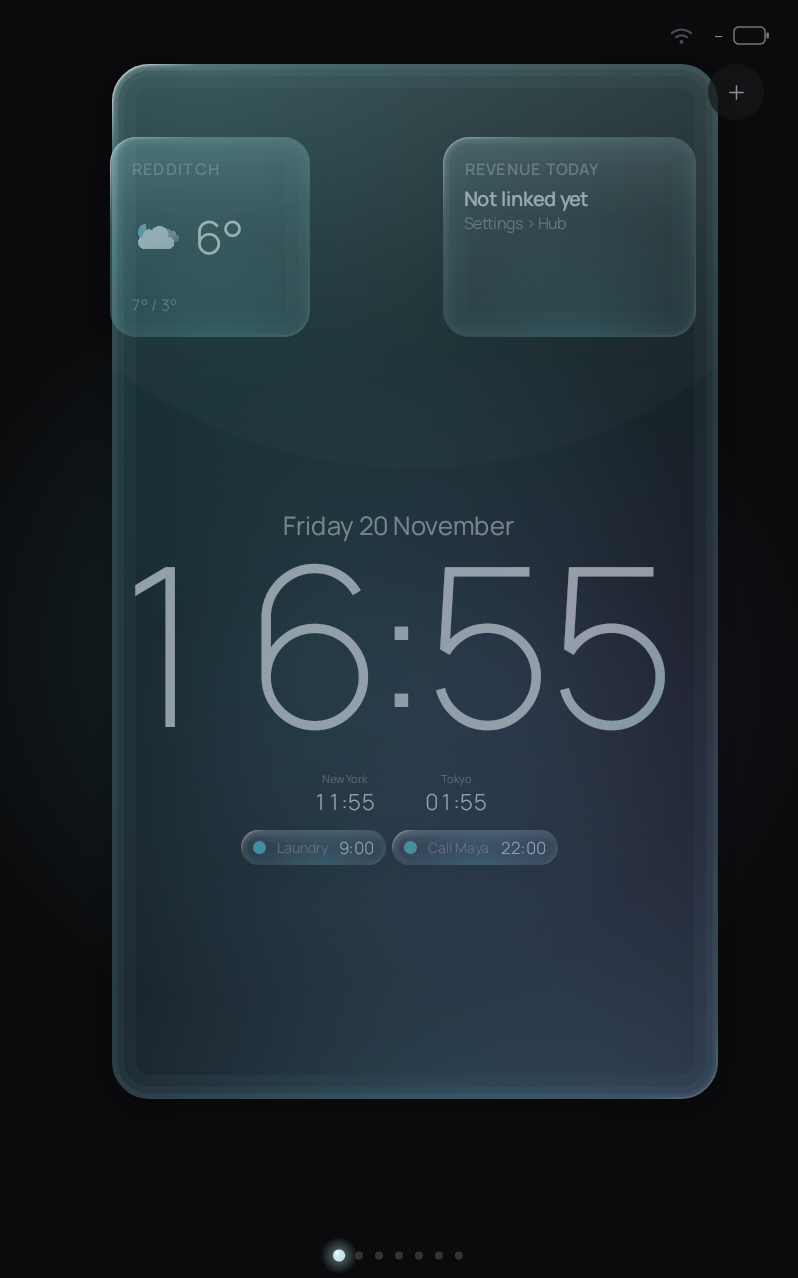 REDDITCH
6°
7° / 3°
REVENUE TODAY
Not linked yet
Settings > Hub
Friday 20 November
16:55
New York
11:55
Tokyo
01:55
Laundry 9:00
Call Maya 22:00